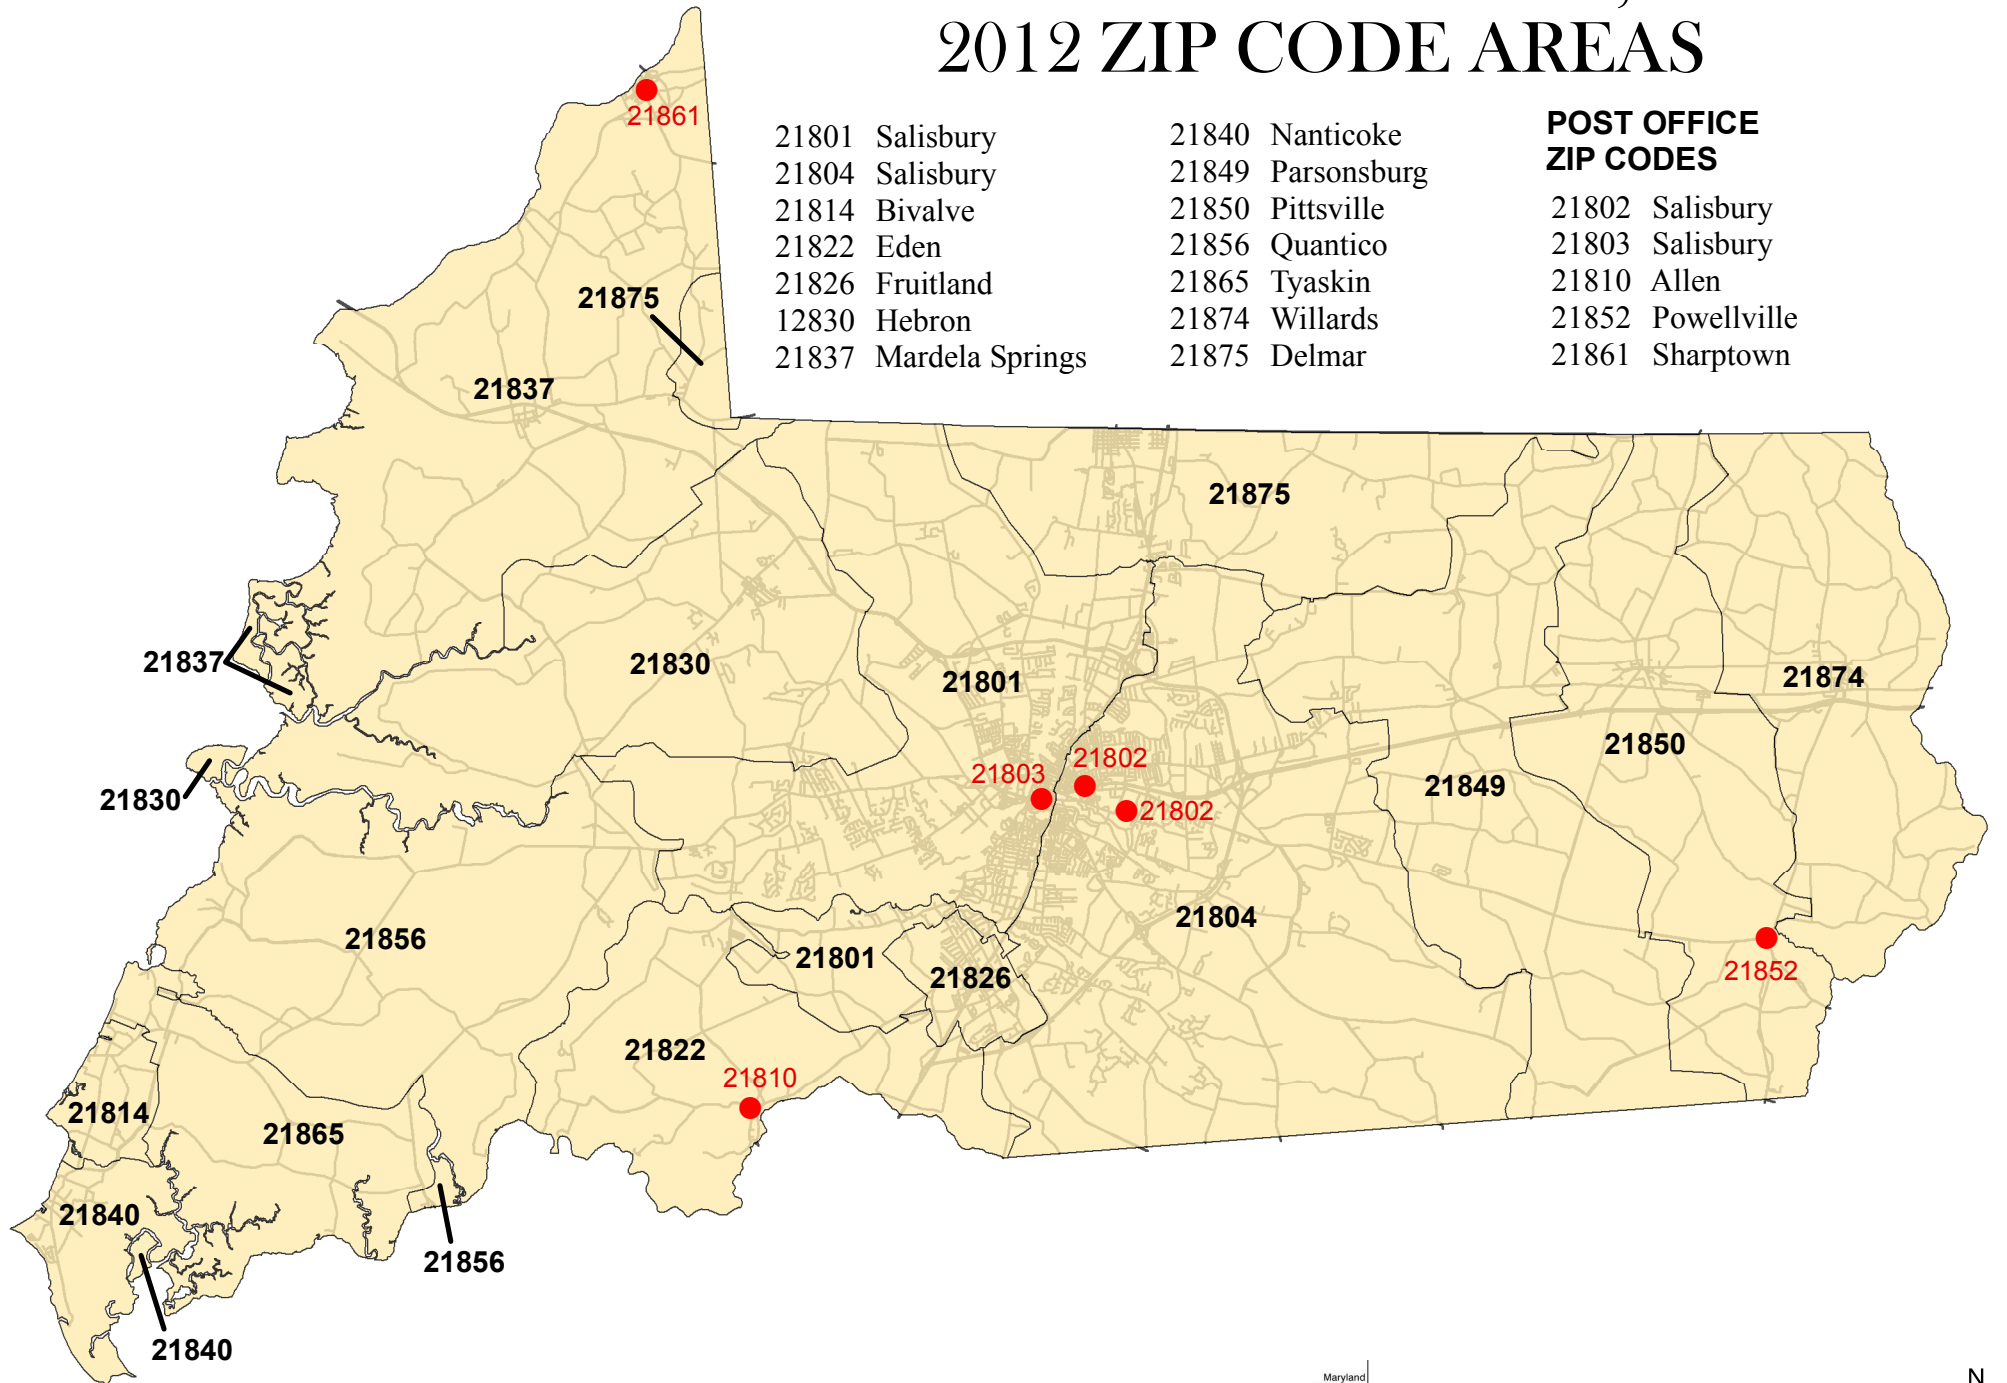 2012 ZIP CODE AREAS
21801 Salisbury
21804 Salisbury
21814 Bivalve
21822 Eden
21826 Fruitland
12830 Hebron
21837 Mardela Springs
21840 Nanticoke
21849 Parsonsburg
21850 Pittsville
21856 Quantico
21865 Tyaskin
21874 Willards
21875 Delmar
POST OFFICE
ZIP CODES
21802 Salisbury
21803 Salisbury
21810 Allen
21852 Powellville
21861 Sharptown
21861
21875
21837
21875
21837
21830
21801
21874
21850
21830
21803
21802
21802
21849
21804
21856
21801
21826
21852
21822
21810
21814
21865
21840
21856
21840
Maryland
N